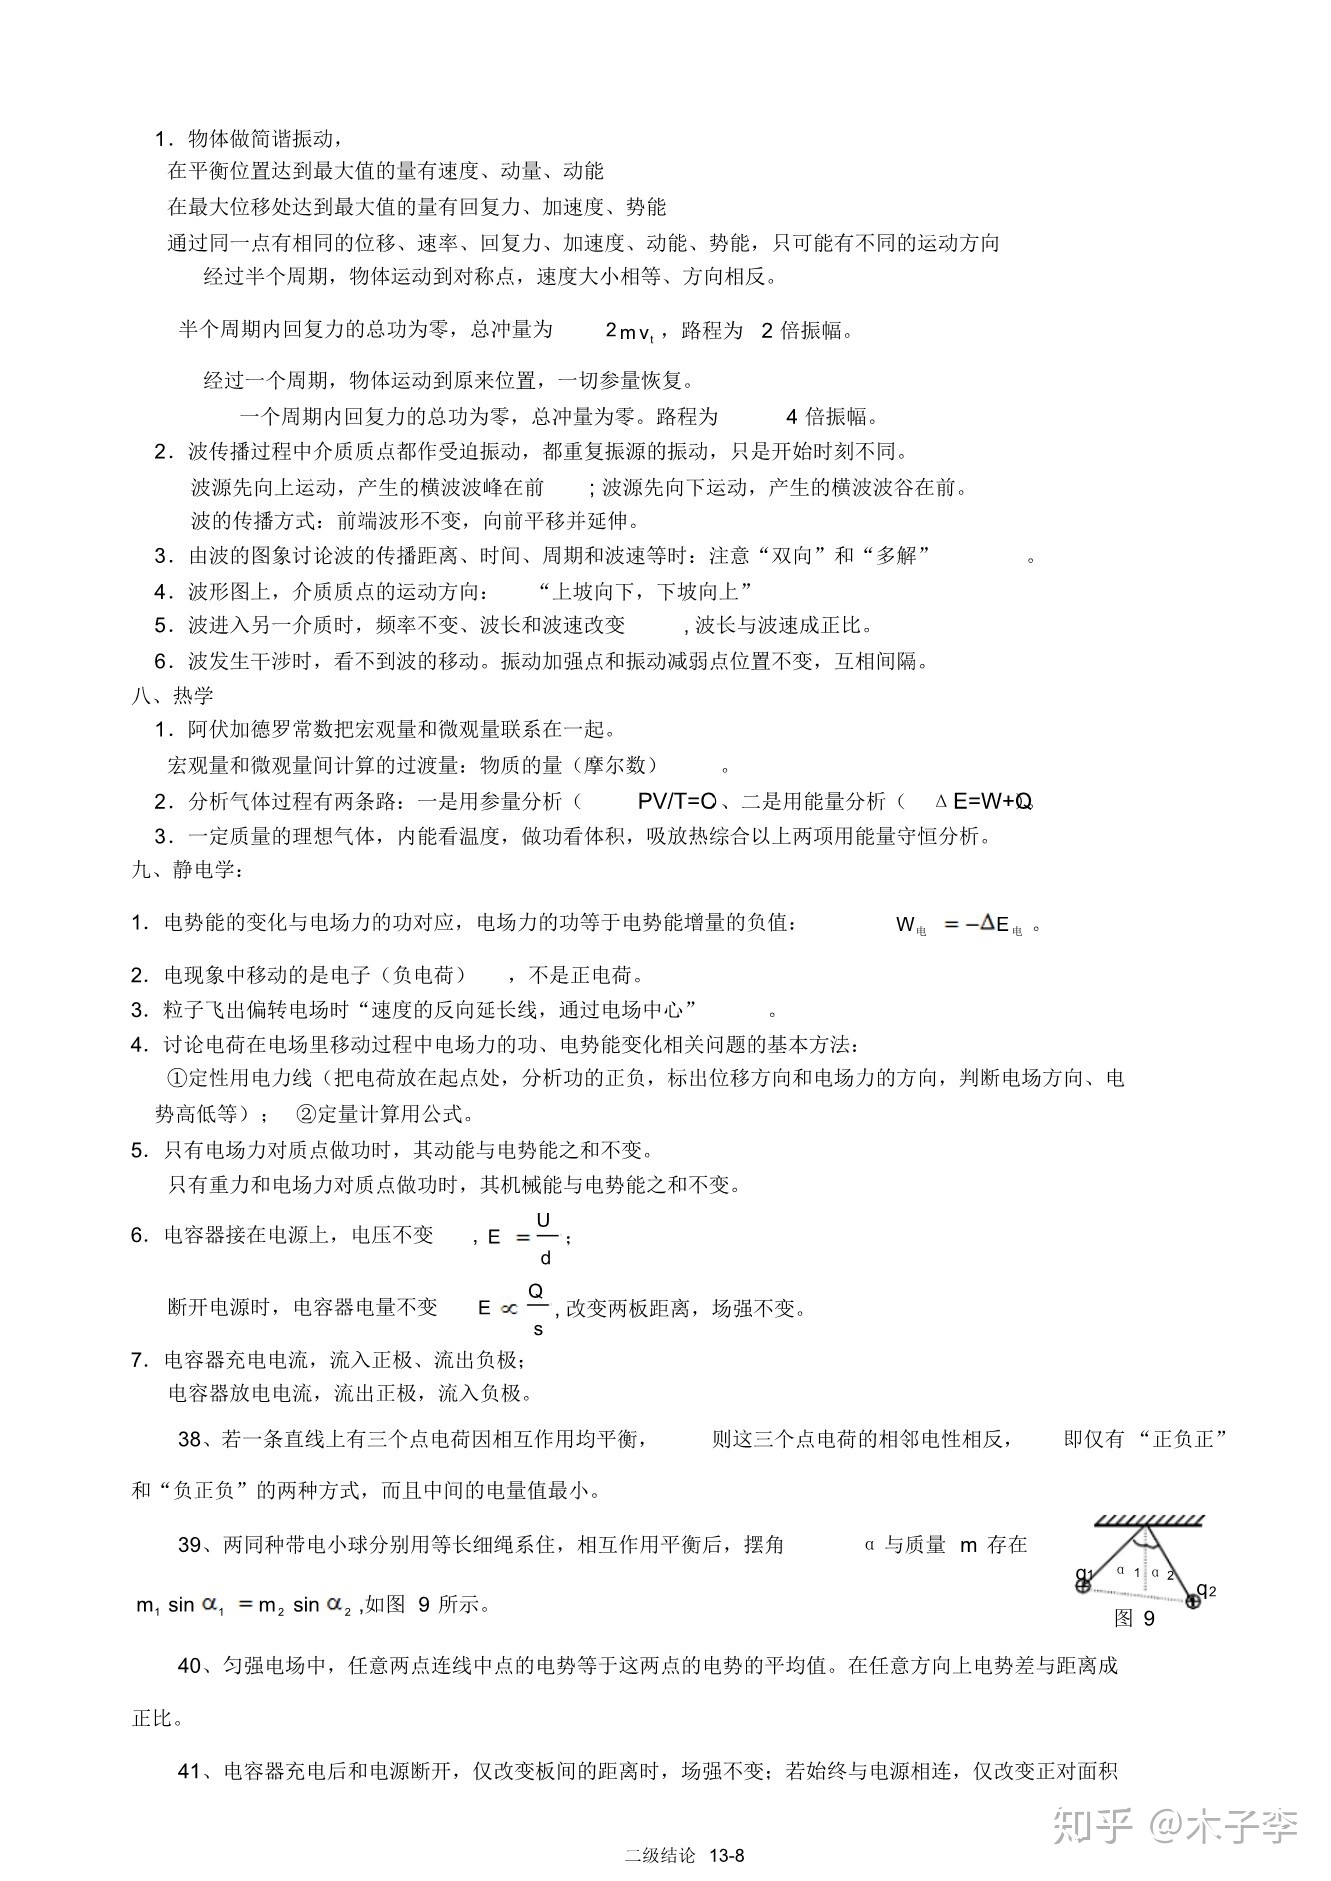 1．物体做简谐振动，
在平衡位置达到最大值的量有速度、动量、动能
在最大位移处达到最大值的量有回复力、加速度、势能
通过同一点有相同的位移、速率、回复力、加速度、动能、势能，只可能有不同的运动方向
经过半个周期，物体运动到对称点，速度大小相等、方向相反。
半个周期内回复力的总功为零，总冲量为 2mvt ，路程为 2 倍振幅。
经过一个周期，物体运动到原来位置，一切参量恢复。
一个周期内回复力的总功为零，总冲量为零。路程为 4 倍振幅。
2．波传播过程中介质质点都作受迫振动，都重复振源的振动，只是开始时刻不同。
波源先向上运动，产生的横波波峰在前 ; 波源先向下运动，产生的横波波谷在前。
波的传播方式：前端波形不变，向前平移并延伸。
3．由波的图象讨论波的传播距离、时间、周期和波速等时：注意“双向”和“多解” 。
4．波形图上，介质质点的运动方向： “上坡向下，下坡向上”
5．波进入另一介质时，频率不变、波长和波速改变 , 波长与波速成正比。
6．波发生干涉时，看不到波的移动。振动加强点和振动减弱点位置不变，互相间隔。
八、热学
1．阿伏加德罗常数把宏观量和微观量联系在一起。
宏观量和微观量间计算的过渡量：物质的量（摩尔数） 。
2．分析气体过程有两条路：一是用参量分析（ PV/T=C 、二是用能量分析（ ΔE=W+Q
3．一定质量的理想气体，内能看温度，做功看体积，吸放热综合以上两项用能量守恒分析。
九、静电学：
1．电势能的变化与电场力的功对应，电场力的功等于电势能增量的负值： W电 =−ΔE电 。
2．电现象中移动的是电子（负电荷） ，不是正电荷。
3．粒子飞出偏转电场时“速度的反向延长线，通过电场中心” 。
4．讨论电荷在电场里移动过程中电场力的功、电势能变化相关问题的基本方法：
①定性用电力线（把电荷放在起点处，分析功的正负，标出位移方向和电场力的方向，判断电场方向、电
势高低等）； ②定量计算用公式。
5．只有电场力对质点做功时，其动能与电势能之和不变。
只有重力和电场力对质点做功时，其机械能与电势能之和不变。
6．电容器接在电源上，电压不变 ，E = U/d ；
断开电源时，电容器电量不变 E ∝ Q/s , 改变两板距离，场强不变。
7．电容器充电电流，流入正极、流出负极；
电容器放电电流，流出正极，流入负极。
38、若一条直线上有三个点电荷因相互作用均平衡， 则这三个点电荷的相邻电性相反， 即仅有 “正负正”
和“负正负”的两种方式，而且中间的电量值最小。
39、两同种带电小球分别用等长细绳系住，相互作用平衡后，摆角 α 与质量 m 存在
m1 sin α1 = m2 sin α2 ,如图 9 所示。
q1 α1 α2 q2
图 9
40、匀强电场中，任意两点连线中点的电势等于这两点的电势的平均值。在任意方向上电势差与距离成
正比。
41、电容器充电后和电源断开，仅改变板间的距离时，场强不变；若始终与电源相连，仅改变正对面积
知乎 @木子李
二级结论 13-8